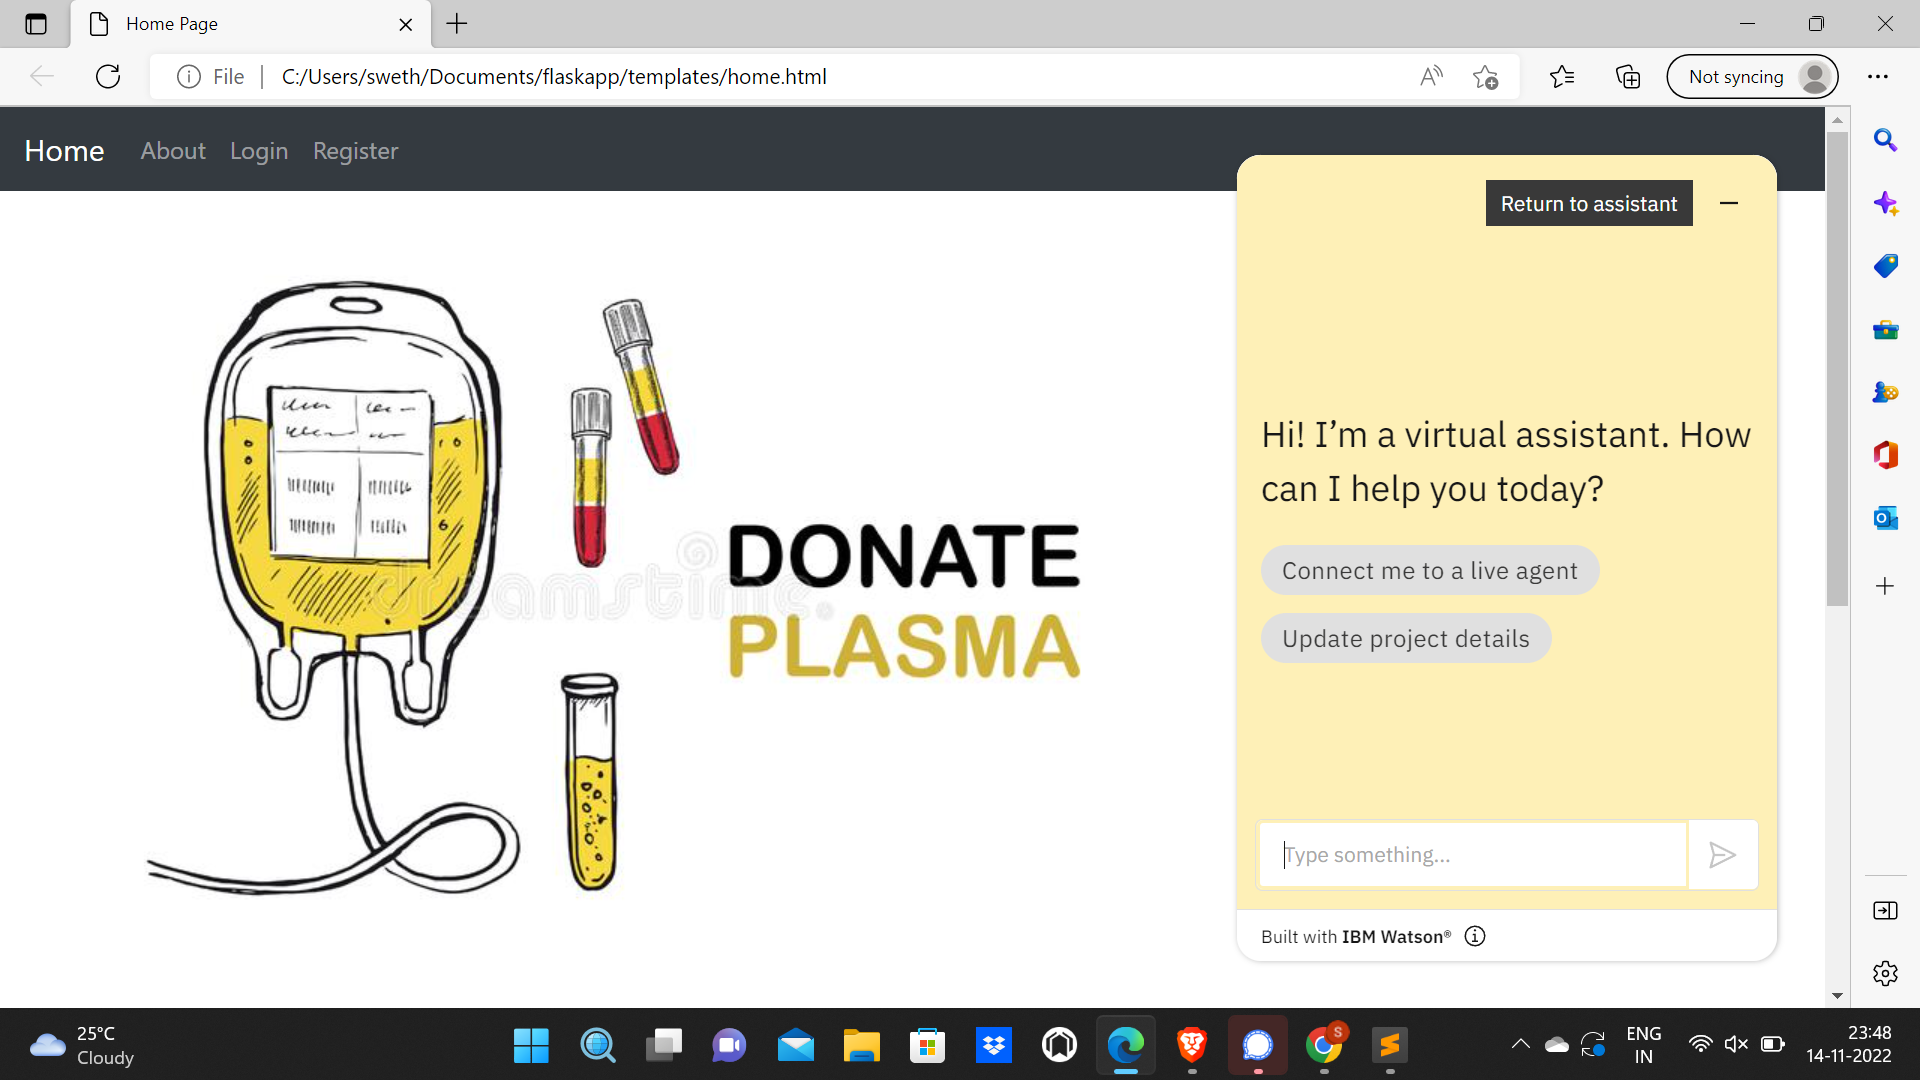 Home Page
File
C:/Users/sweth/Documents/flaskapp/templates/home.html
Not syncing
Home About Login Register
Return to assistant
Hi! I’m a virtual assistant. How
can I help you today?
Connect me to a live agent
Update project details
Type something...
Built with IBM Watson®
DONATE
PLASMA
dreamstime.
25°C
Cloudy
S
ENG
IN
23:48
14-11-2022